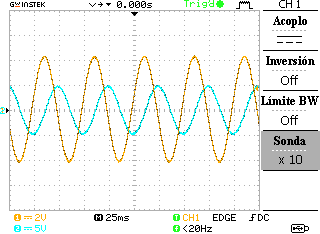 GWINSTEK 0.000s Trig'd CH 1
Acoplo
Inversión
Off
Límite BW
Off
Sonda
x 10
2
1 2V M 25ms CH1 EDGE DC
2 5V <20Hz